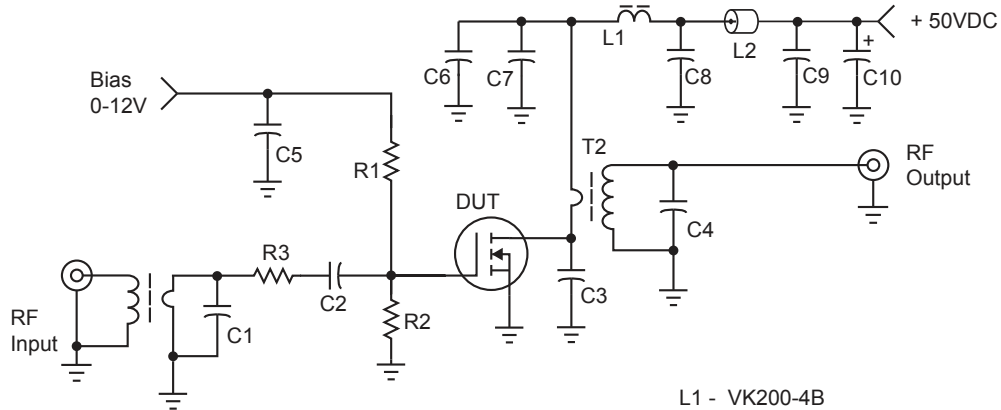 + 50VDC
L1
L2
C6
C7
C8
C9
+
C10
Bias
0-12V
C5
R1
T2
RF
Output
DUT
C4
R3
C2
C3
RF
Input
C1
R2
L1 - VK200-4B